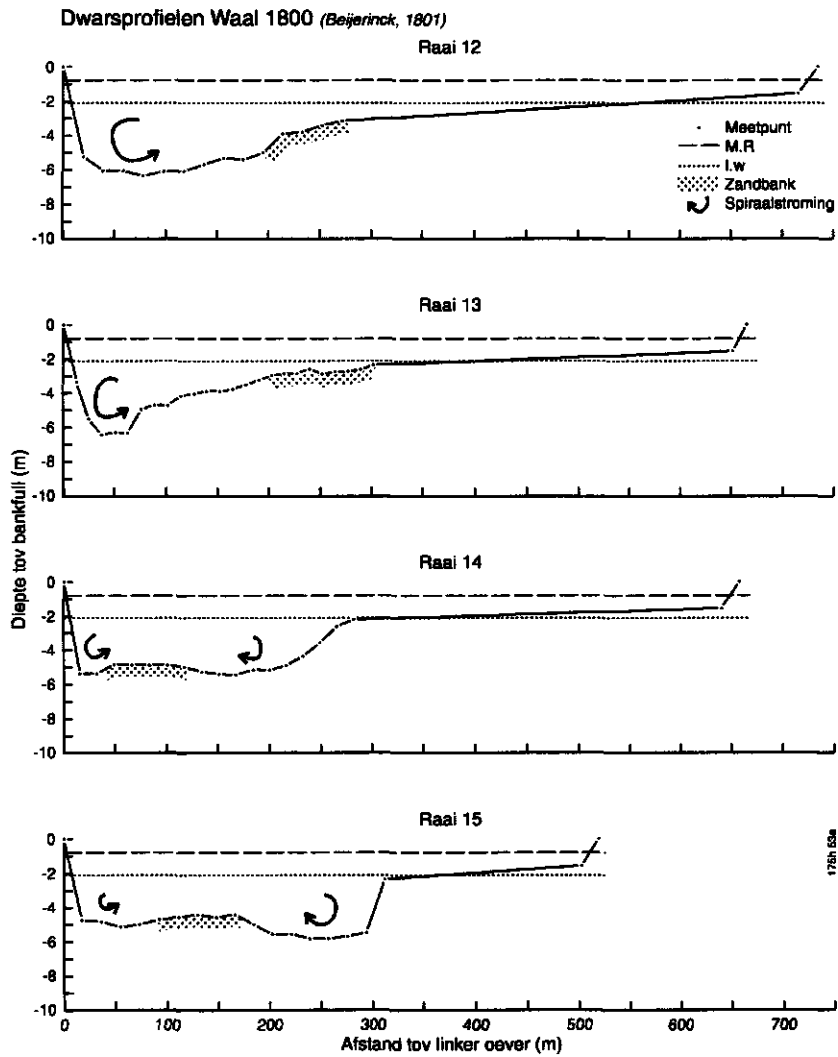 Dwarsprofielen Waal 1800 (Beijerinck, 1801)
Raai 12
0
-2
-4
-6
-8
-10
Meetpunt
M.R
l.w
Zandbank
Spiraalstroming
Raai 13
0
-2
-4
-6
-8
-10
Diepte tov bankfull (m)
Raai 14
0
-2
-4
-6
-8
-10
Raai 15
0
-2
-4
-6
-8
-10
0 100 200 300 400 500 600 700
Afstand tov linker oever (m)